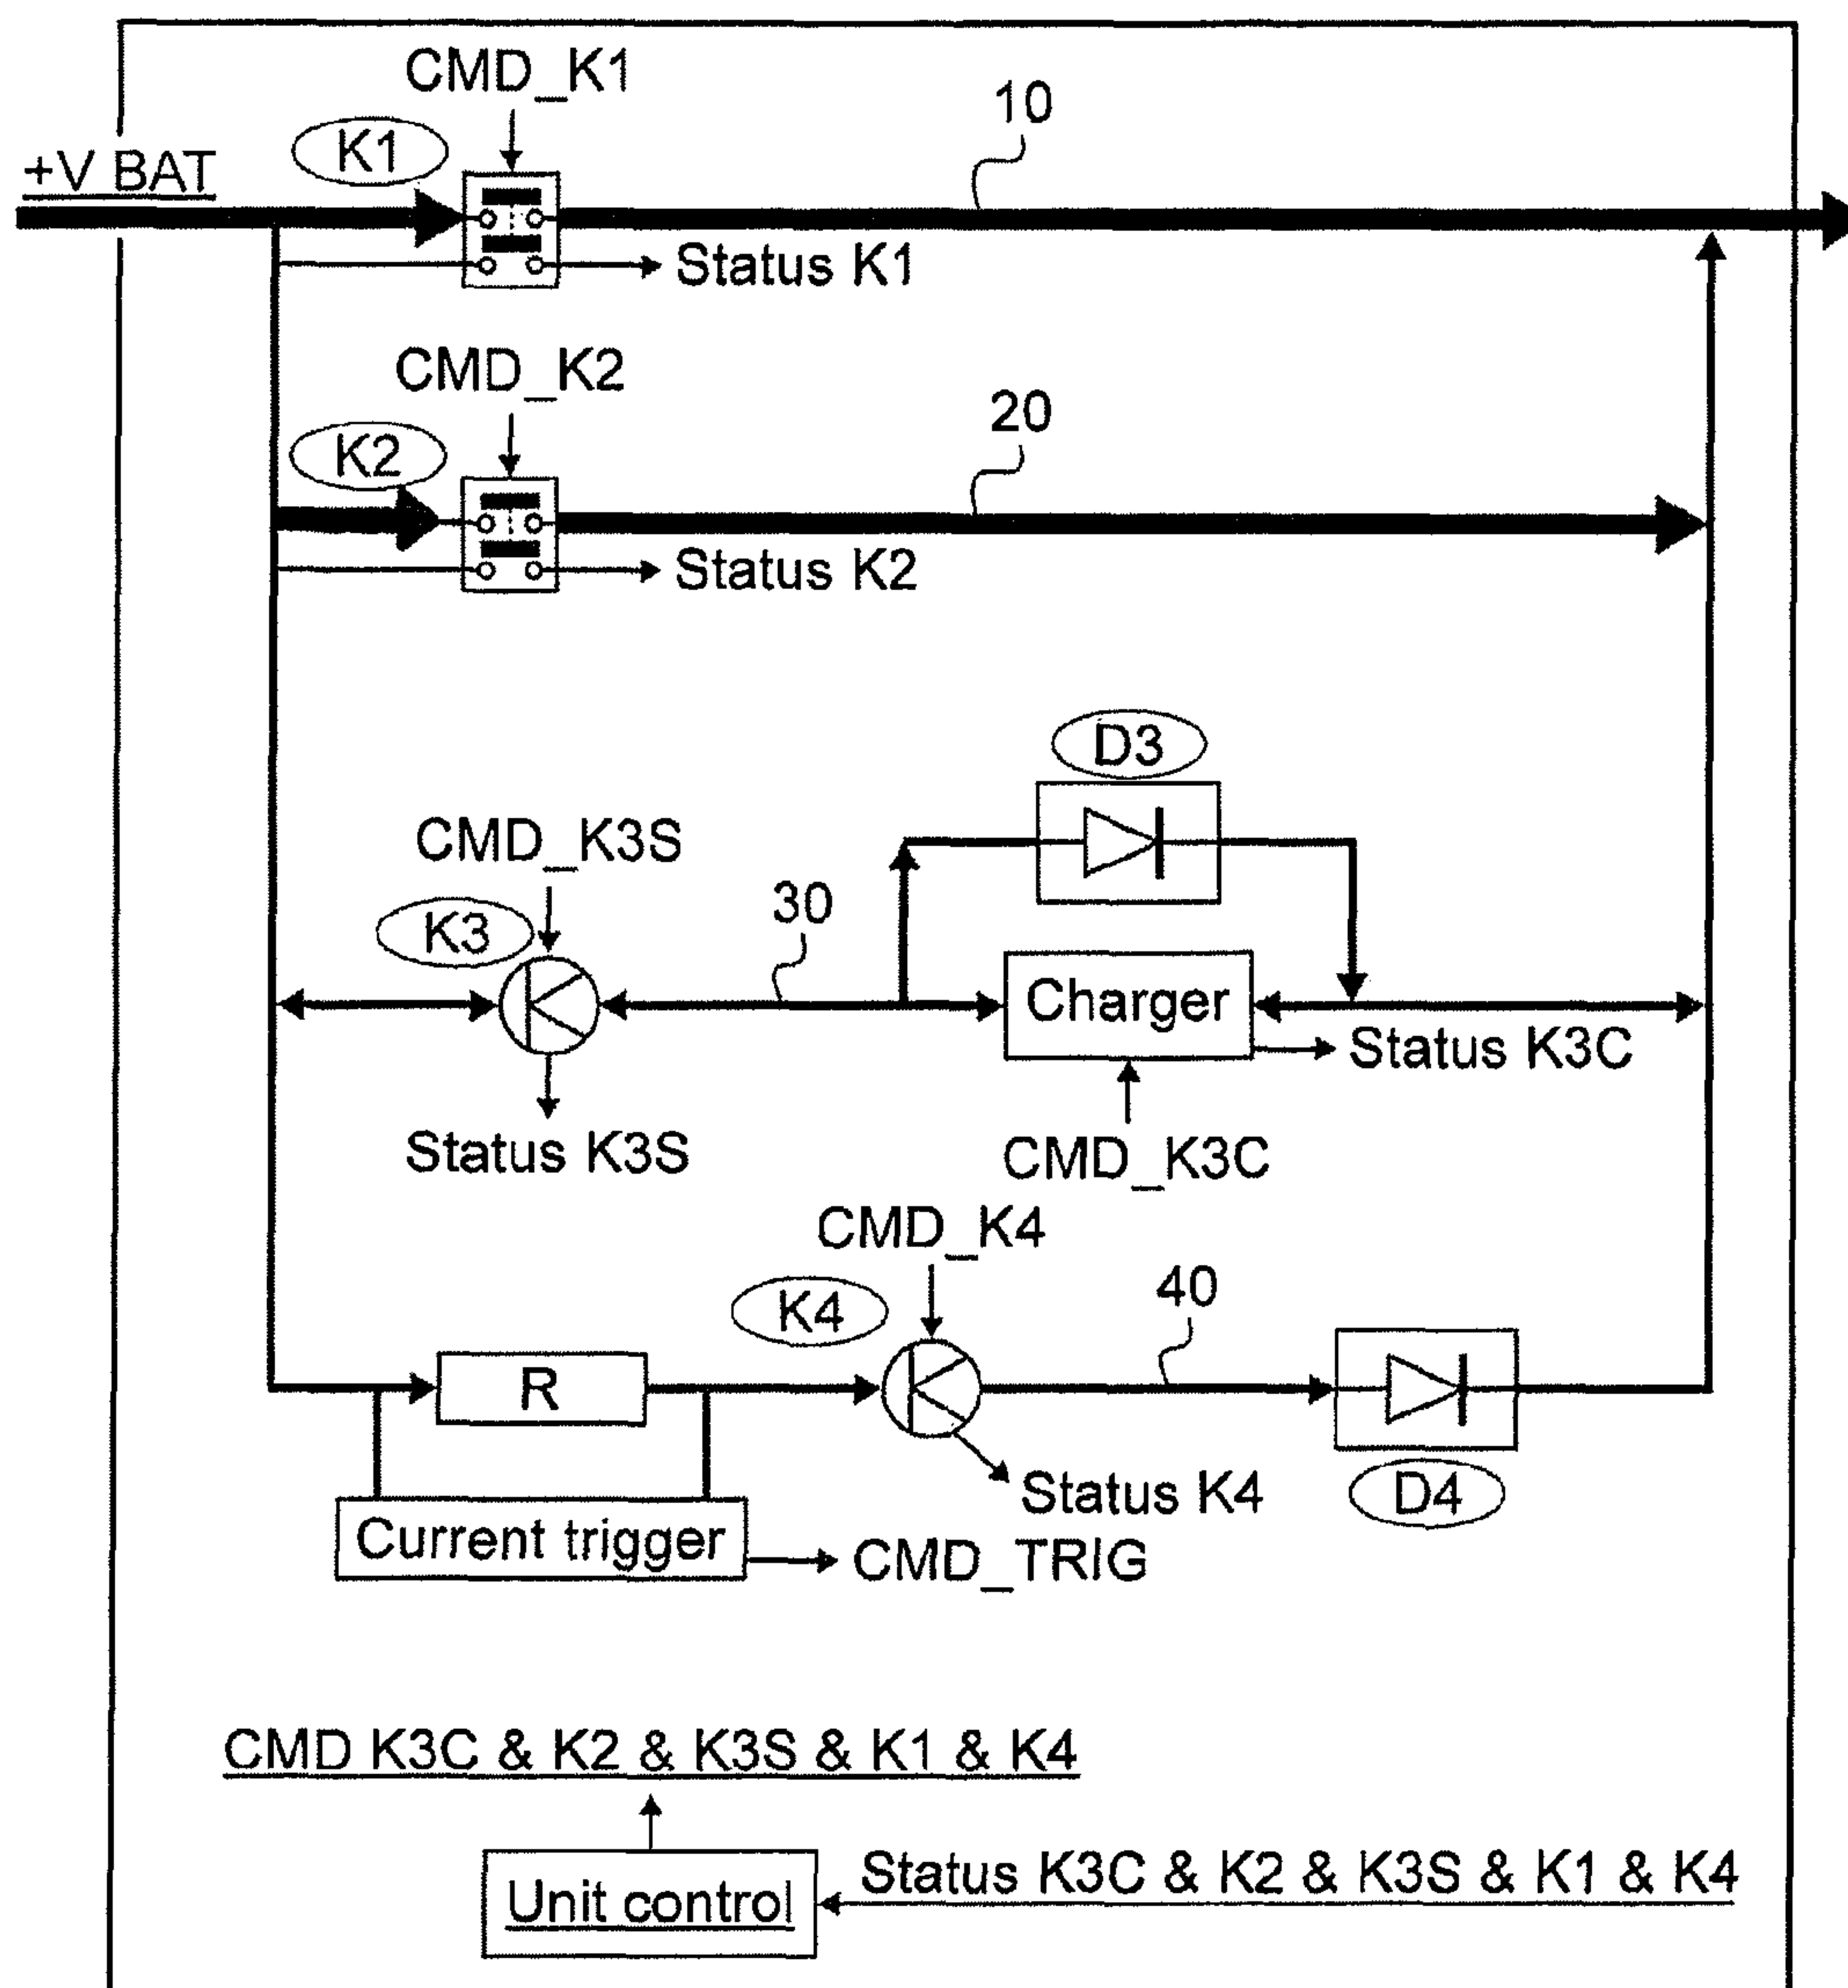 CMD_K1
10
K1
+V BAT
Status K1
CMD_K2
20
K2
Status K2
D3
CMD_K3S
30
K3
Charger
Status K3C
Status K3S
CMD_K3C
CMD_K4
40
K4
R
Status K4
D4
Current trigger
CMD_TRIG
CMD K3C & K2 & K3S & K1 & K4
Status K3C & K2 & K3S & K1 & K4
Unit control